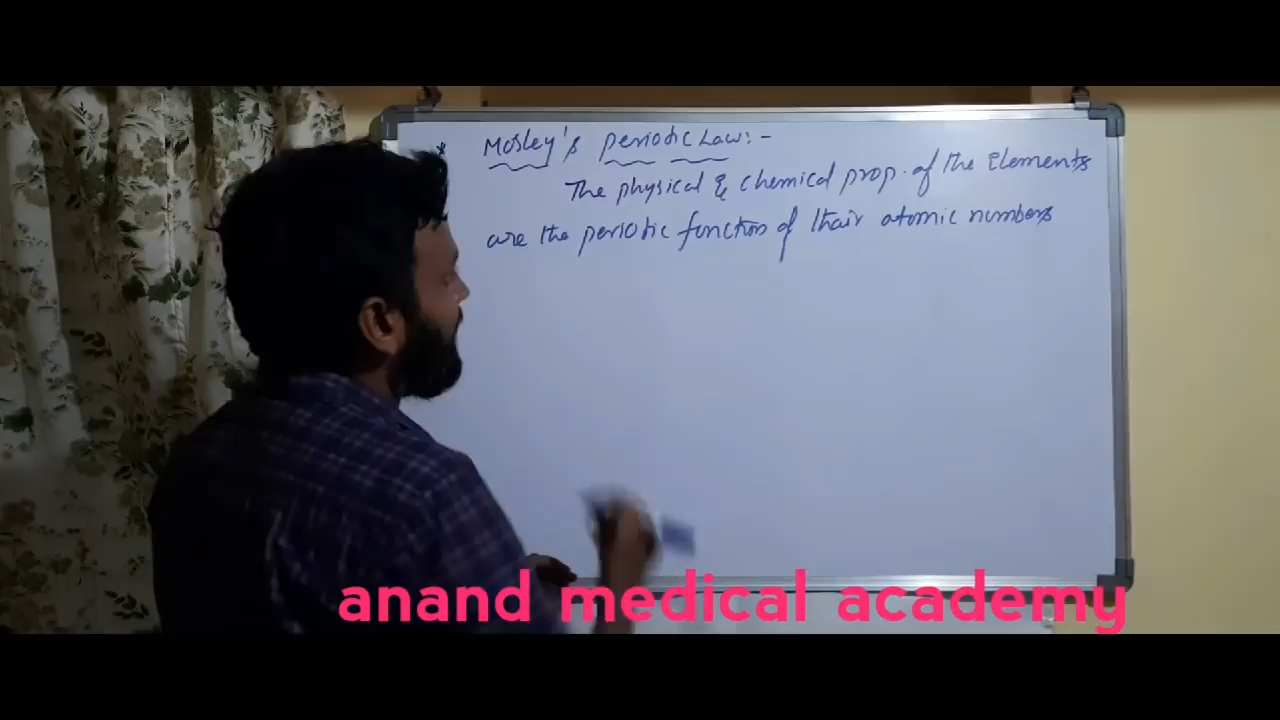 * Mosley's periodic Law:-
The physical & chemical prop. of the Elements
are the periodic function of thair atomic numbers
anand medical academy